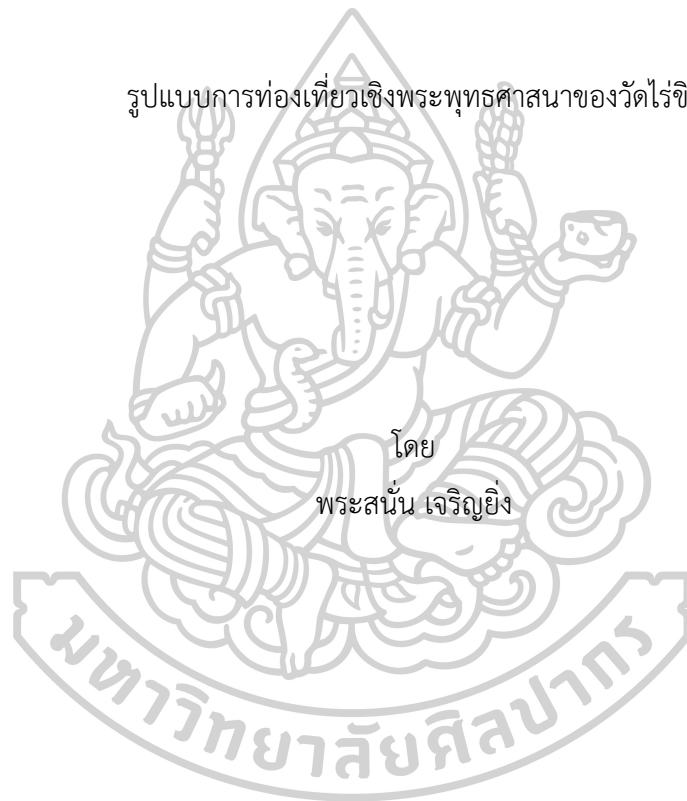 รูปแบบการท่องเที่ยวเชิงพระพุทธศาสนาของวัดไร่ขิ
โดย
พระสนั่น เจริญยิ่ง
มหาวิทยาลัยศิลปากร